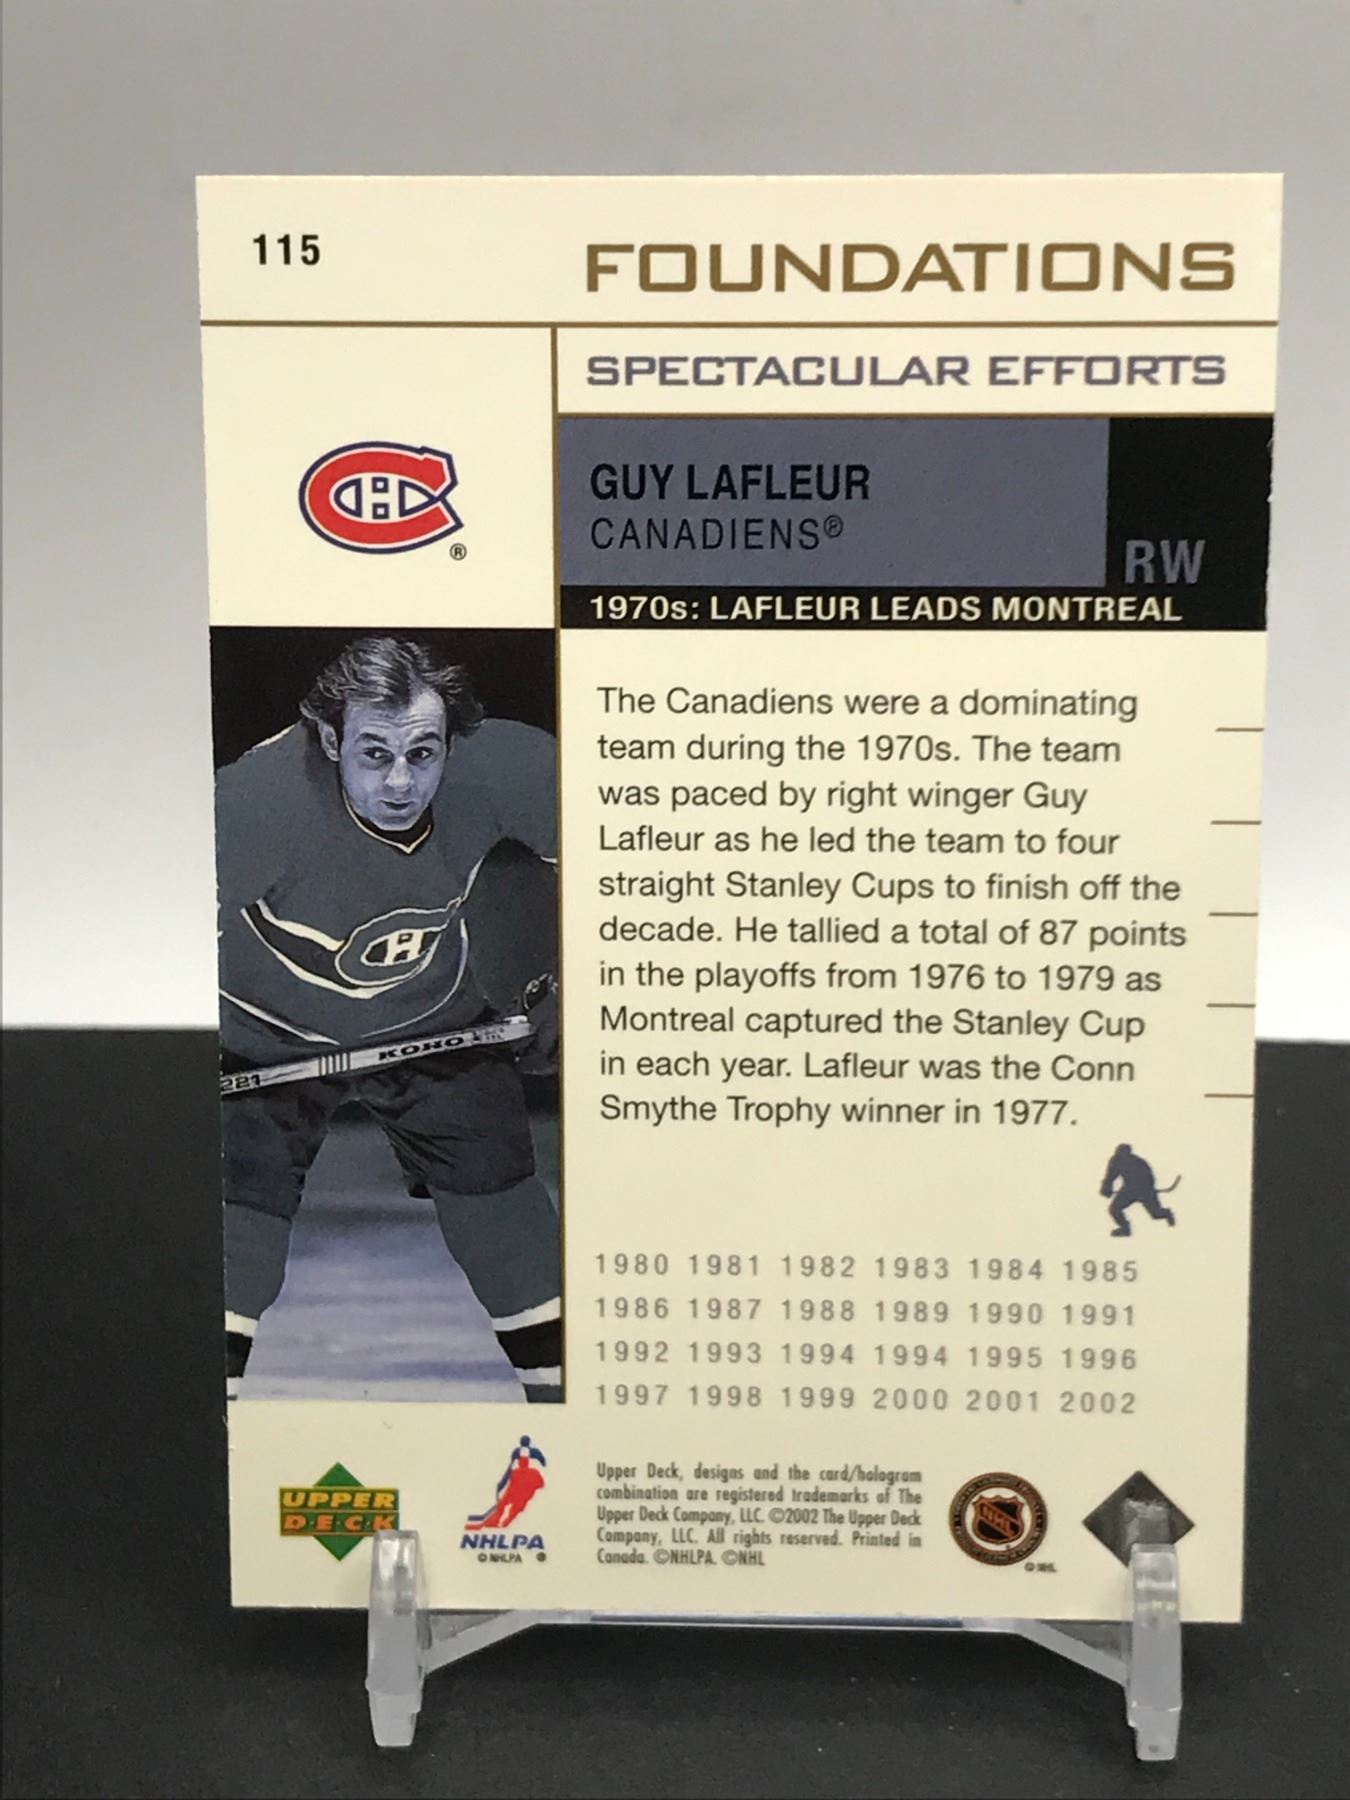 115
FOUNDATIONS
SPECTACULAR EFFORTS
GUY LAFLEUR
CANADIENS®
RW
1970s: LAFLEUR LEADS MONTREAL
The Canadiens were a dominating
team during the 1970s. The team
was paced by right winger Guy
Lafleur as he led the team to four
straight Stanley Cups to finish off the
decade. He tallied a total of 87 points
in the playoffs from 1976 to 1979 as
Montreal captured the Stanley Cup
in each year. Lafleur was the Conn
Smythe Trophy winner in 1977.
CH
®
H
KOHO
221
1980 1981 1982 1983 1984 1985
1986 1987 1988 1989 1990 1991
1992 1993 1994 1994 1995 1996
1997 1998 1999 2000 2001 2002
UPPER
DECK
NHLPA
© NHLPA ®
Upper Deck, designs and the card/hologram
combination are registered trademarks of The
Upper Deck Company, LLC. ©2002 The Upper Deck
Company, LLC. All rights reserved. Printed in
Canada. ©NHLPA. ©NHL
NHL
© NHL